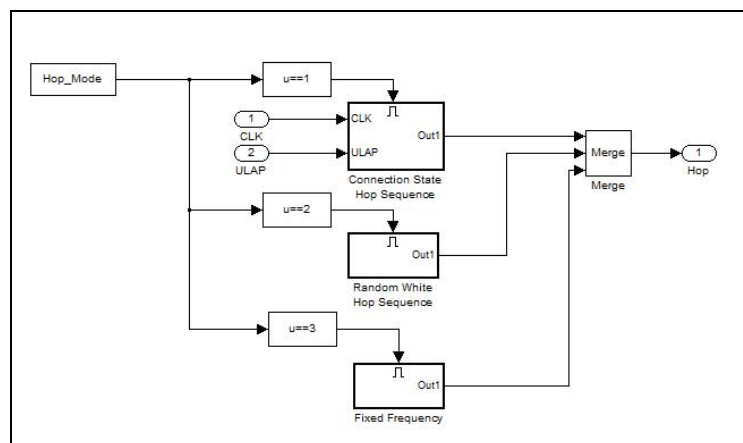 Hop_Mode
u==1
1
CLK
2
ULAP
CLK
ULAP
Out1
Connection State
Hop Sequence
Merge
Merge
1
Hop
u==2
Out1
Random White
Hop Sequence
u==3
Out1
Fixed Frequency